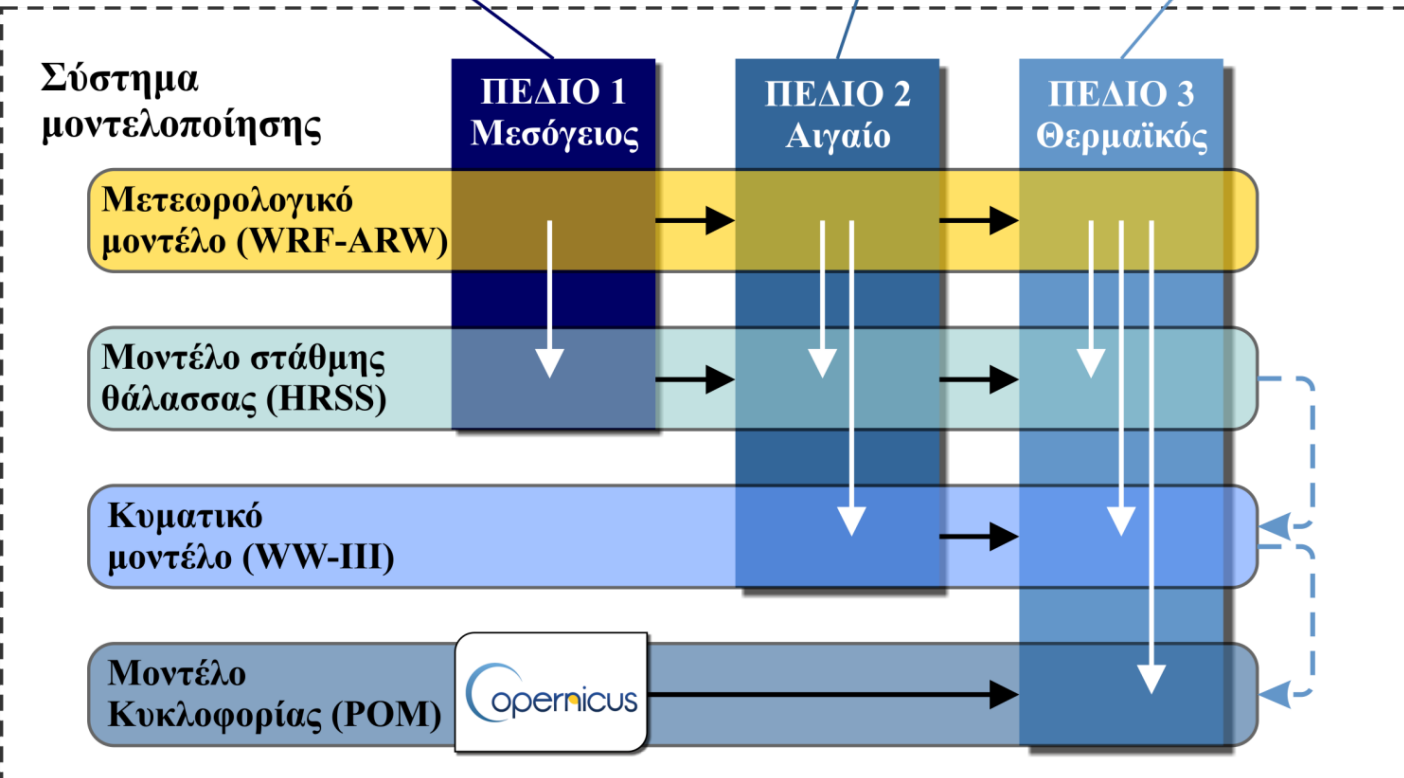 Σύστημα
μοντελοποίησης
ΠΕΔΙΟ 1
Μεσόγειος
ΠΕΔΙΟ 2
Αιγαίο
ΠΕΔΙΟ 3
Θερμαϊκός
Μετεωρολογικό
μοντέλο (WRF-ARW)
Μοντέλο στάθμης
θάλασσας (HRSS)
Κυματικό
μοντέλο (WW-III)
Μοντέλο
Κυκλοφορίας (POM)
Copernicus